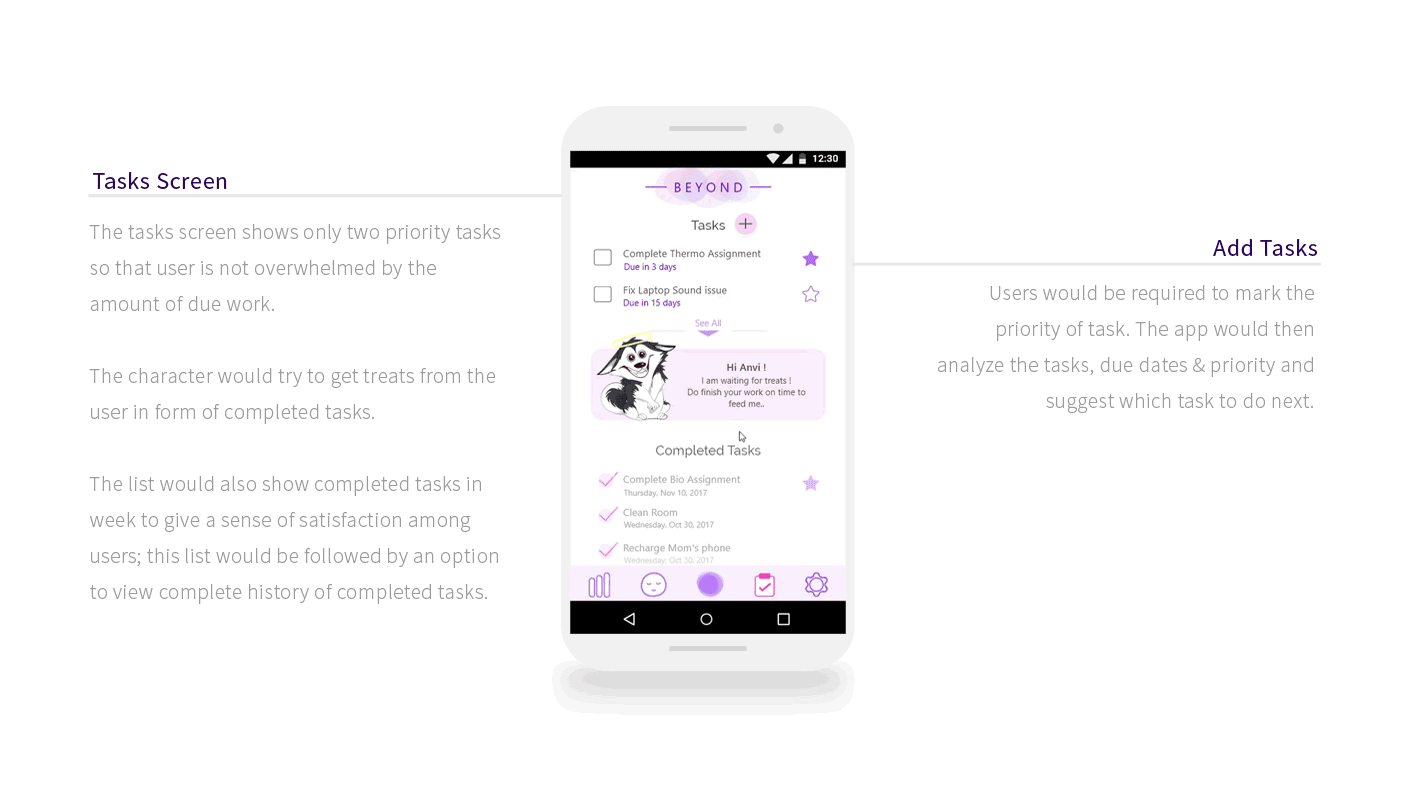 Tasks Screen
The tasks screen shows only two priority tasks
so that user is not overwhelmed by the
amount of due work.
The character would try to get treats from the
user in form of completed tasks.
The list would also show completed tasks in
week to give a sense of satisfaction among
users; this list would be followed by an option
to view complete history of completed tasks.
12:30
BEYOND
Tasks
Complete Thermo Assignment
Due in 3 days
Fix Laptop Sound issue
Due in 15 days
See All
Hi Anvi !
I am waiting for treats !
Do finish your work on time to
feed me..
Completed Tasks
Complete Bio Assignment
Thursday, Nov 10, 2017
Clean Room
Wednesday, Oct 30, 2017
Recharge Mom's phone
Wednesday, Oct 30, 2017
Add Tasks
Users would be required to mark the
priority of task. The app would then
analyze the tasks, due dates & priority and
suggest which task to do next.